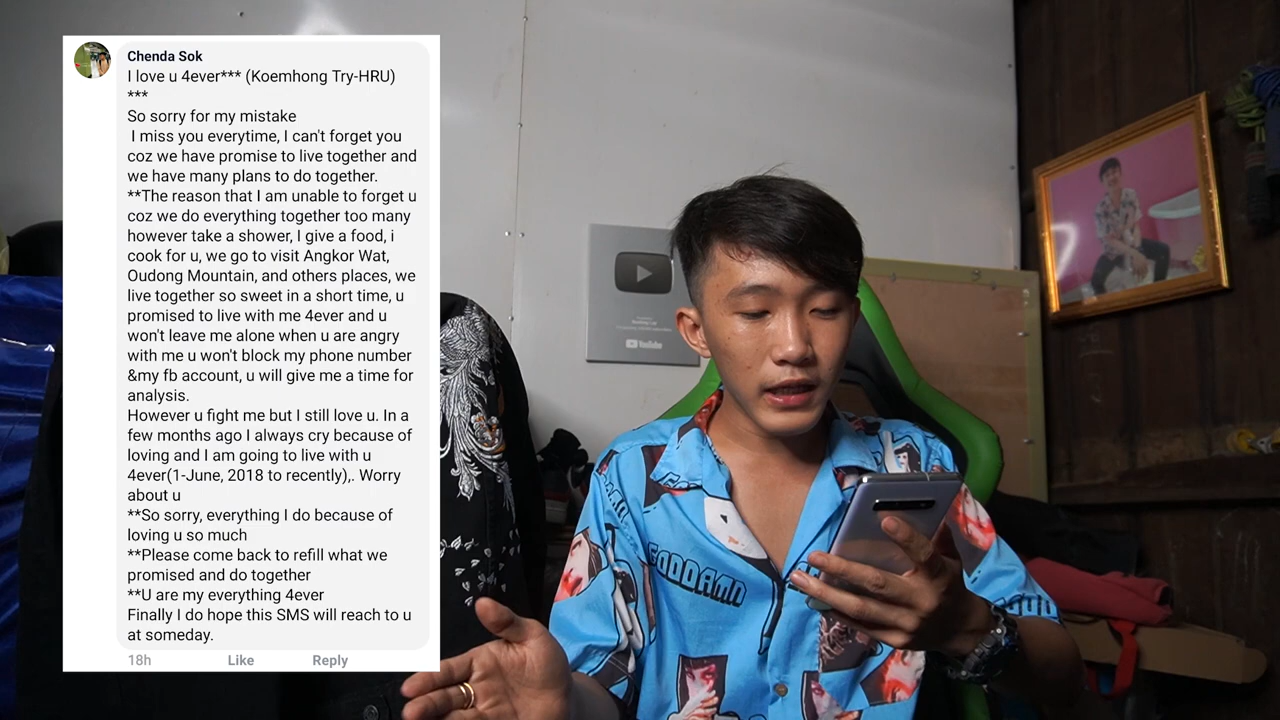 Chenda Sok
I love u 4ever*** (Koemhong Try-HRU)
***
So sorry for my mistake
I miss you everytime, I can't forget you
coz we have promise to live together and
we have many plans to do together.
**The reason that I am unable to forget u
coz we do everything together too many
however take a shower, I give a food, i
cook for u, we go to visit Angkor Wat,
Oudong Mountain, and others places, we
live together so sweet in a short time, u
promised to live with me 4ever and u
won't leave me alone when u are angry
with me u won't block my phone number
&my fb account, u will give me a time for
analysis.
However u fight me but I still love u. In a
few months ago I always cry because of
loving and I am going to live with u
4ever(1-June, 2018 to recently),. Worry
about u
**So sorry, everything I do because of
loving u so much
**Please come back to refill what we
promised and do together
**U are my everything 4ever
Finally I do hope this SMS will reach to u
at someday.
18h Like Reply
YouTube
GODDAMN